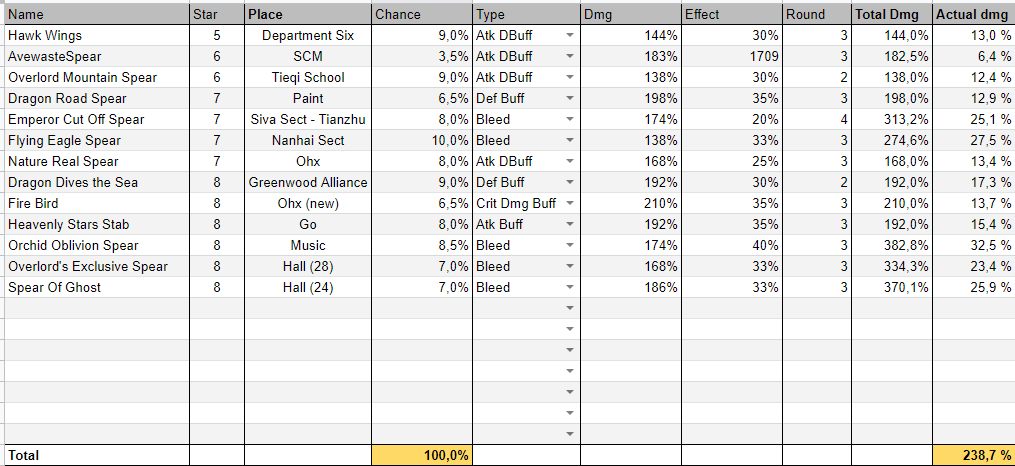 Name Star Place Chance Type Dmg Effect Round Total Dmg Actual dmg
Hawk Wings 5 Department Six 9,0% Atk DBuff 144% 30% 3 144,0% 13,0 %
AvewasteSpear 6 SCM 3,5% Atk DBuff 183% 1709 3 182,5% 6,4 %
Overlord Mountain Spear 6 Tieqi School 9,0% Atk DBuff 138% 30% 2 138,0% 12,4 %
Dragon Road Spear 7 Paint 6,5% Def Buff 198% 35% 3 198,0% 12,9 %
Emperor Cut Off Spear 7 Siva Sect - Tianzhu 8,0% Bleed 174% 20% 4 313,2% 25,1 %
Flying Eagle Spear 7 Nanhai Sect 10,0% Bleed 138% 33% 3 274,6% 27,5 %
Nature Real Spear 7 Ohx 8,0% Atk DBuff 168% 25% 3 168,0% 13,4 %
Dragon Dives the Sea 8 Greenwood Alliance 9,0% Def Buff 192% 30% 2 192,0% 17,3 %
Fire Bird 8 Ohx (new) 6,5% Crit Dmg Buff 210% 35% 3 210,0% 13,7 %
Heavenly Stars Stab 8 Go 8,0% Atk Buff 192% 35% 3 192,0% 15,4 %
Orchid Oblivion Spear 8 Music 8,5% Bleed 174% 40% 3 382,8% 32,5 %
Overlord's Exclusive Spear 8 Hall (28) 7,0% Bleed 168% 33% 3 334,3% 23,4 %
Spear Of Ghost 8 Hall (24) 7,0% Bleed 186% 33% 3 370,1% 25,9 %
Total 100,0% 238,7 %